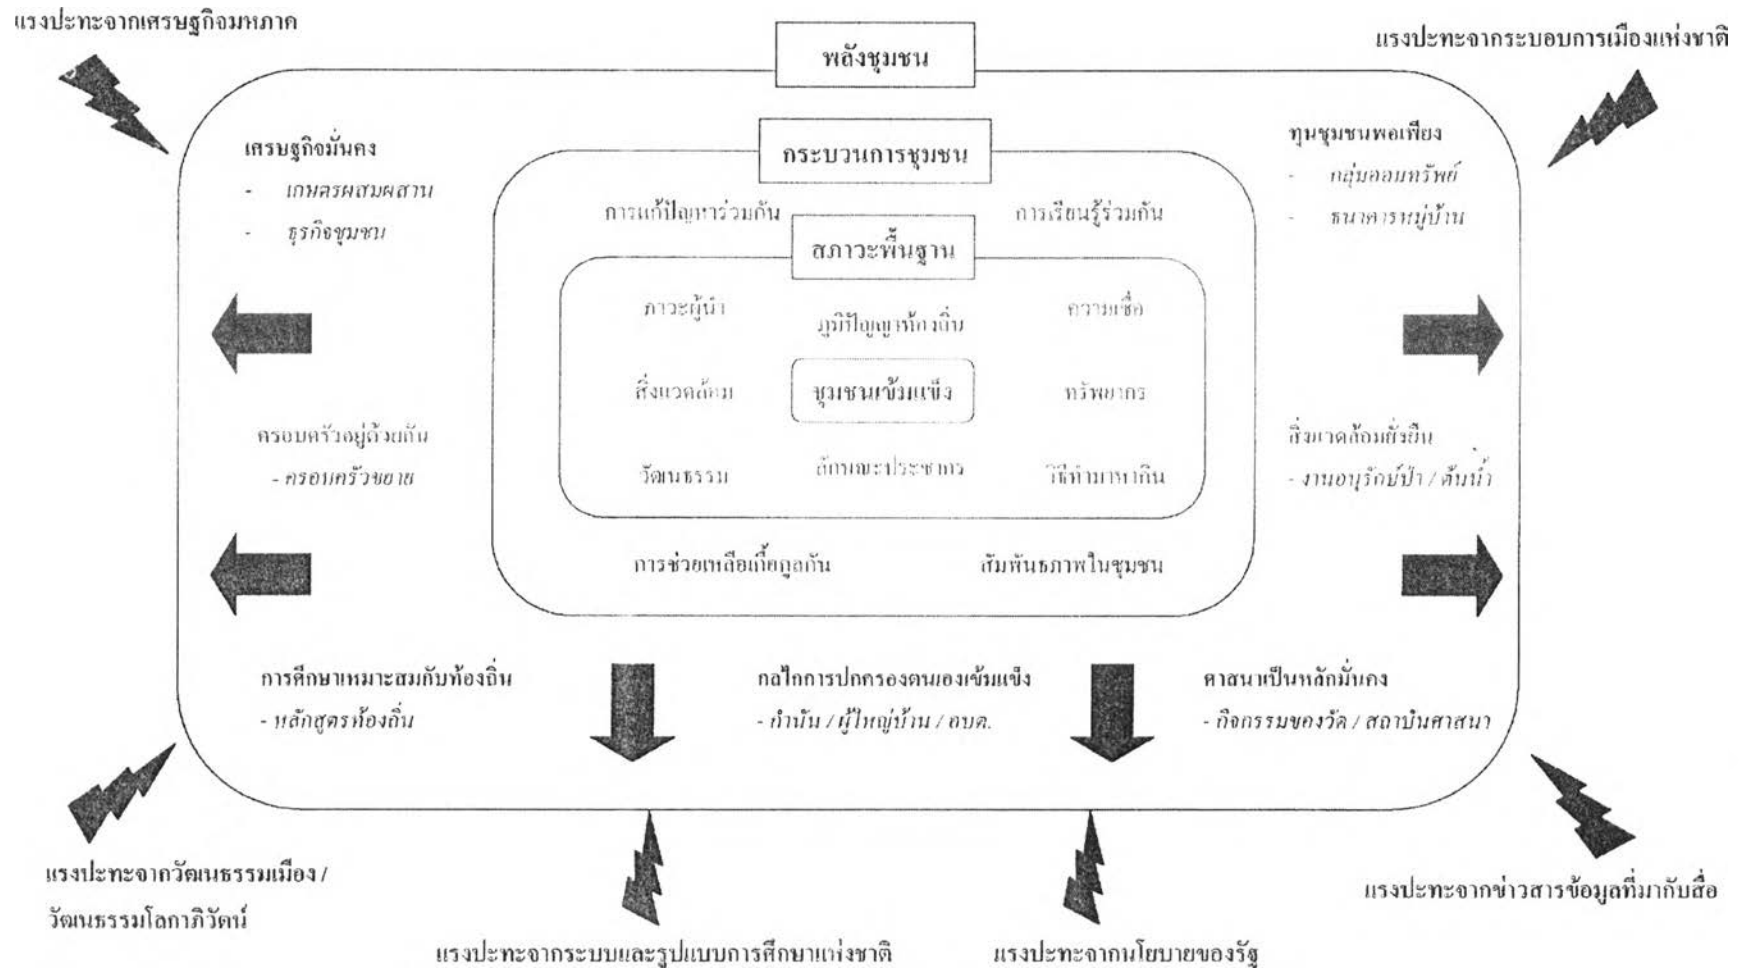 แรงปะทะจากเศรษฐกิจมหภาค
แรงปะทะจากระบอบการเมืองแห่งชาติ
พลังชุมชน
เศรษฐกิจมั่นคง
- เกษตรผสมผสาน
- ธุรกิจชุมชน
กระบวนการชุมชน
ทุนชุมชนพอเพียง
- กลุ่มออมทรัพย์
- ธนาคารหมู่บ้าน
การแก้ปัญหาร่วมกัน
การเรียนรู้ร่วมกัน
สภาวะพื้นฐาน
ภาวะผู้นำ
ภูมิปัญญาท้องถิ่น
ความเชื่อ
สิ่งแวดล้อม
ชุมชนเข้มแข็ง
ทรัพยากร
วัฒนธรรม
ลักษณะประชากร
วิถีทำมาหากิน
ครอบครัวอยู่ด้วยกัน
- ครอบครัวขยาย
สิ่งแวดล้อมยั่งยืน
- งานอนุรักษ์ป่า / ต้นน้ำ
การช่วยเหลือเกื้อกูลกัน
สัมพันธภาพในชุมชน
การศึกษาเหมาะสมกับท้องถิ่น
- หลักสูตรท้องถิ่น
กลไกการปกครองตนเองเข้มแข็ง
- กำนัน / ผู้ใหญ่บ้าน / อบต.
ศาสนาเป็นหลักมั่นคง
- กิจกรรมของวัด / สถาบันศาสนา
แรงปะทะจากวัฒนธรรมเมือง /
วัฒนธรรมโลกาภิวัตน์
แรงปะทะจากข่าวสารข้อมูลที่มากับสื่อ
แรงปะทะจากระบบและรูปแบบการศึกษาแห่งชาติ
แรงปะทะจากนโยบายของรัฐ